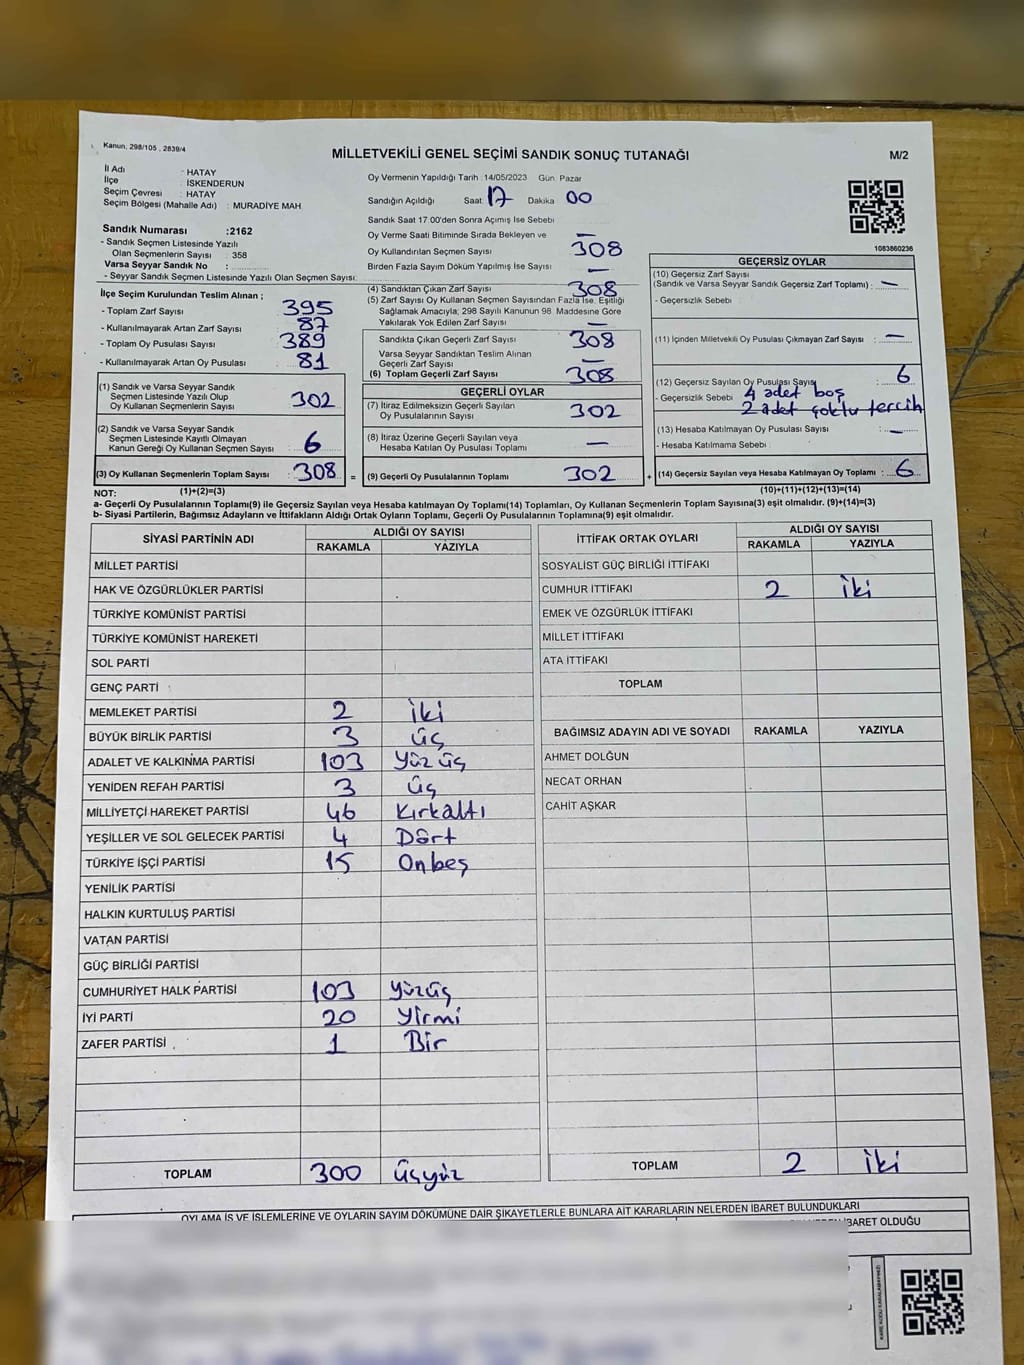 Kanun, 298/105 , 2839/4
MİLLETVEKİLİ GENEL SEÇİMİ SANDIK SONUÇ TUTANAĞI
M/2
İl Adı : HATAY
İlçe : İSKENDERUN
Seçim Çevresi : HATAY
Seçim Bölgesi (Mahalle Adı) : MURADİYE MAH.
Sandık Numarası :2162
- Sandık Seçmen Listesinde Yazılı
Olan Seçmenlerin Sayısı : 358
Varsa Seyyar Sandık No :
- Seyyar Sandık Seçmen Listesinde Yazılı Olan Seçmen Sayısı:
İlçe Seçim Kurulundan Teslim Alınan ;
- Toplam Zarf Sayısı : 395
- Kullanılmayarak Artan Zarf Sayısı : 87
- Toplam Oy Pusulası Sayısı : 389
- Kullanılmayarak Artan Oy Pusulası : 81
(1) Sandık ve Varsa Seyyar Sandık
Seçmen Listesinde Yazılı Olup
Oy Kullanan Seçmenlerin Sayısı : 302
(2) Sandık ve Varsa Seyyar Sandık
Seçmen Listesinde Kayıtlı Olmayan
Kanun Gereği Oy Kullanan Seçmen Sayısı : 6
(3) Oy Kullanan Seçmenlerin Toplam Sayısı : 308 =
Oy Vermenin Yapıldığı Tarih :14/05/2023 Gün: Pazar
Sandığın Açıldığı Saat: 17 Dakika 00
Sandık Saat 17.00'den Sonra Açımış İse Sebebi
Oy Verme Saati Bitiminde Sırada Bekleyen ve —
Oy Kullandırılan Seçmen Sayısı 308
Birden Fazla Sayım Döküm Yapılmış İse Sayısı —
(4) Sandıktan Çıkan Zarf Sayısı 308
(5) Zarf Sayısı Oy Kullanan Seçmen Sayısından Fazla İse, Eşitliği
Sağlamak Amacıyla; 298 Sayılı Kanunun 98. Maddesine Göre
Yakılarak Yok Edilen Zarf Sayısı —
Sandıkta Çıkan Geçerli Zarf Sayısı 308
Varsa Seyyar Sandıktan Teslim Alınan
Geçerli Zarf Sayısı —
(6) Toplam Geçerli Zarf Sayısı 308
GEÇERLİ OYLAR
(7) İtiraz Edilmeksizin Geçerli Sayılan
Oy Pusulalarının Sayısı 302
(8) İtiraz Üzerine Geçerli Sayılan veya
Hesaba Katılan Oy Pusulası Toplamı —
(9) Geçerli Oy Pusulalarının Toplamı 302 +
1083860236
GEÇERSİZ OYLAR
(10) Geçersiz Zarf Sayısı
(Sandık ve Varsa Seyyar Sandık Geçersiz Zarf Toplamı) : —
- Geçersizlik Sebebi :
(11) İçinden Milletvekili Oy Pusulası Çıkmayan Zarf Sayısı : —
(12) Geçersiz Sayılan Oy Pusulası Sayısı : 6
- Geçersizlik Sebebi : 4 adet boş
2 adet çoklu tercih
(13) Hesaba Katılmayan Oy Pusulası Sayısı : —
- Hesaba Katılmama Sebebi :
(14) Geçersiz Sayılan veya Hesaba Katılmayan Oy Toplamı : 6
NOT: (1)+(2)=(3) (10)+(11)+(12)+(13)=(14)
a- Geçerli Oy Pusulalarının Toplamı(9) ile Geçersiz Sayılan veya Hesaba katılmayan Oy Toplamı(14) Toplamları, Oy Kullanan Seçmenlerin Toplam Sayısına(3) eşit olmalıdır. (9)+(14)=(3)
b- Siyasi Partilerin, Bağımsız Adayların ve İttifakların Aldığı Ortak Oyların Toplamı, Geçerli Oy Pusulalarının Toplamına(9) eşit olmalıdır.
SİYASİ PARTİNİN ADI ALDIĞI OY SAYISI
RAKAMLA YAZIYLA
MİLLET PARTİSİ
HAK VE ÖZGÜRLÜKLER PARTİSİ
TÜRKİYE KOMÜNİST PARTİSİ
TÜRKİYE KOMÜNİST HAREKETİ
SOL PARTİ
GENÇ PARTİ
MEMLEKET PARTİSİ 2 iki
BÜYÜK BİRLİK PARTİSİ 3 üç
ADALET VE KALKINMA PARTİSİ 103 Yüz üç
YENİDEN REFAH PARTİSİ 3 üç
MİLLİYETÇİ HAREKET PARTİSİ 46 Kırkaltı
YEŞİLLER VE SOL GELECEK PARTİSİ 4 Dört
TÜRKİYE İŞÇİ PARTİSİ 15 Onbeş
YENİLİK PARTİSİ
HALKIN KURTULUŞ PARTİSİ
VATAN PARTİSİ
GÜÇ BİRLİĞİ PARTİSİ
CUMHURİYET HALK PARTİSİ 103 Yüzüç
İYİ PARTİ 20 Yirmi
ZAFER PARTİSİ 1 Bir
TOPLAM 300 üçyüz
İTTİFAK ORTAK OYLARI ALDIĞI OY SAYISI
RAKAMLA YAZIYLA
SOSYALİST GÜÇ BİRLİĞİ İTTİFAKI
CUMHUR İTTİFAKI 2 iki
EMEK VE ÖZGÜRLÜK İTTİFAKI
MİLLET İTTİFAKI
ATA İTTİFAKI
TOPLAM
BAĞIMSIZ ADAYIN ADI VE SOYADI RAKAMLA YAZIYLA
AHMET DOLĞUN
NECAT ORHAN
CAHİT AŞKAR
TOPLAM 2 iki
OYLAMA İŞ VE İŞLEMLERİNE VE OYLARIN SAYIM DÖKÜMÜNE DAİR ŞİKAYETLERLE BUNLARA AİT KARARLARIN NELERDEN İBARET BULUNDUKLARI
İBARET OLDUĞU